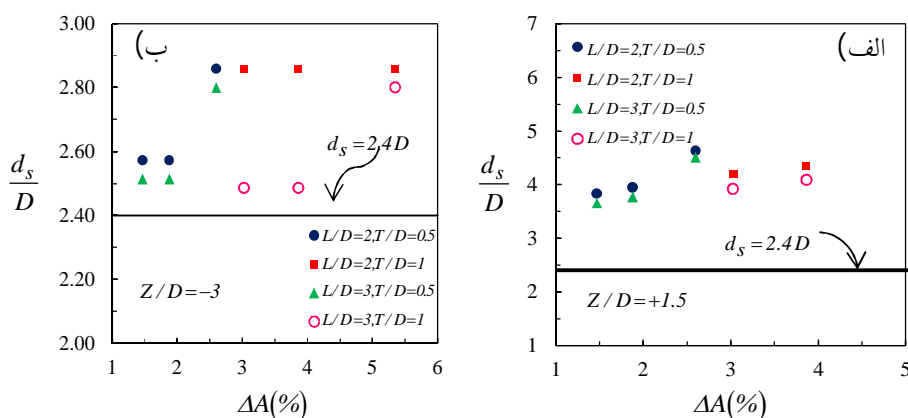 ب)
3.00
2.80
2.60
2.40
2.20
2.00
d_s/D
d_s=2.4D
L/D=2,T/D=0.5
L/D=2,T/D=1
L/D=3,T/D=0.5
L/D=3,T/D=1
Z/D=−3
1 2 3 4 5 6
ΔA(%)
الف)
7
6
5
4
3
2
1
d_s/D
L/D=2,T/D=0.5
L/D=2,T/D=1
L/D=3,T/D=0.5
L/D=3,T/D=1
d_s=2.4D
Z/D=+1.5
1 2 3 4 5
ΔA(%)